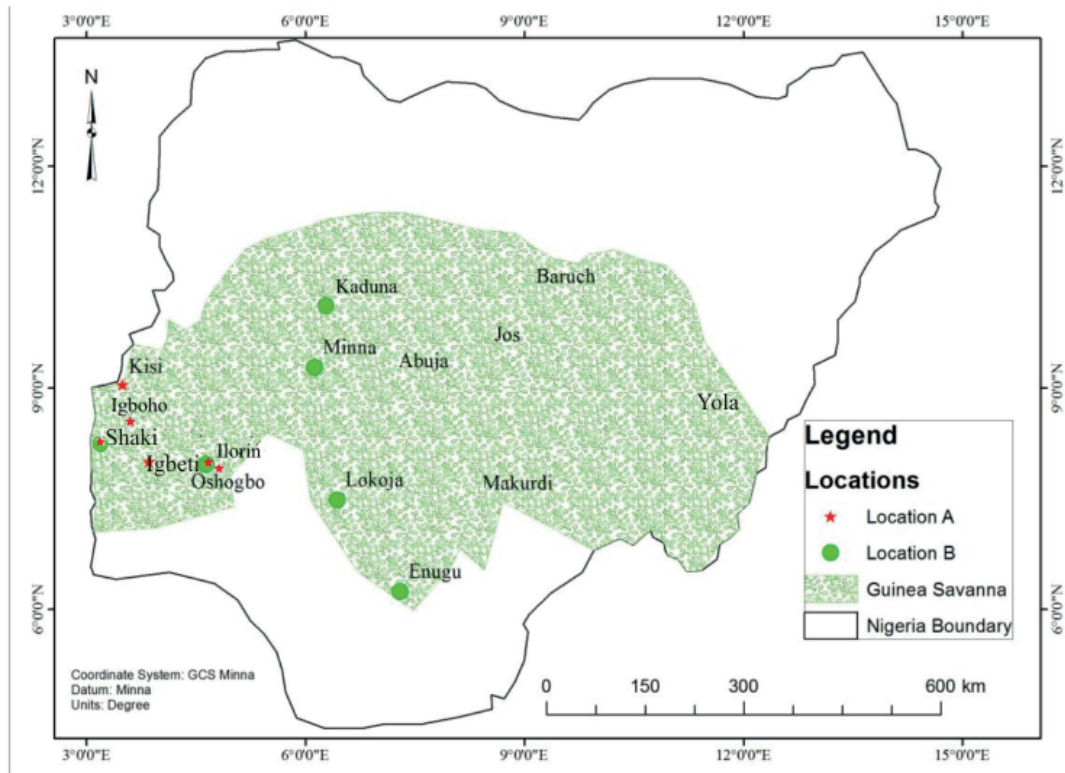 3°0'0"E 6°0'0"E 9°0'0"E 12°0'0"E 15°0'0"E
N
12°0'0"N 12°0'0"N
Baruch
Kaduna
Jos
Minna
Abuja
Kisi
9°0'0"N 9°0'0"N
Igboho
Yola
Shaki
Ilorin
Igbeti
Oshogbo
Lokoja
Makurdi
Enugu
6°0'0"N 6°0'0"N
Legend
Locations
Location A
Location B
Guinea Savanna
Nigeria Boundary
Coordinate System: GCS Minna
Datum: Minna
Units: Degree
0 150 300 600 km
3°0'0"E 6°0'0"E 9°0'0"E 12°0'0"E 15°0'0"E